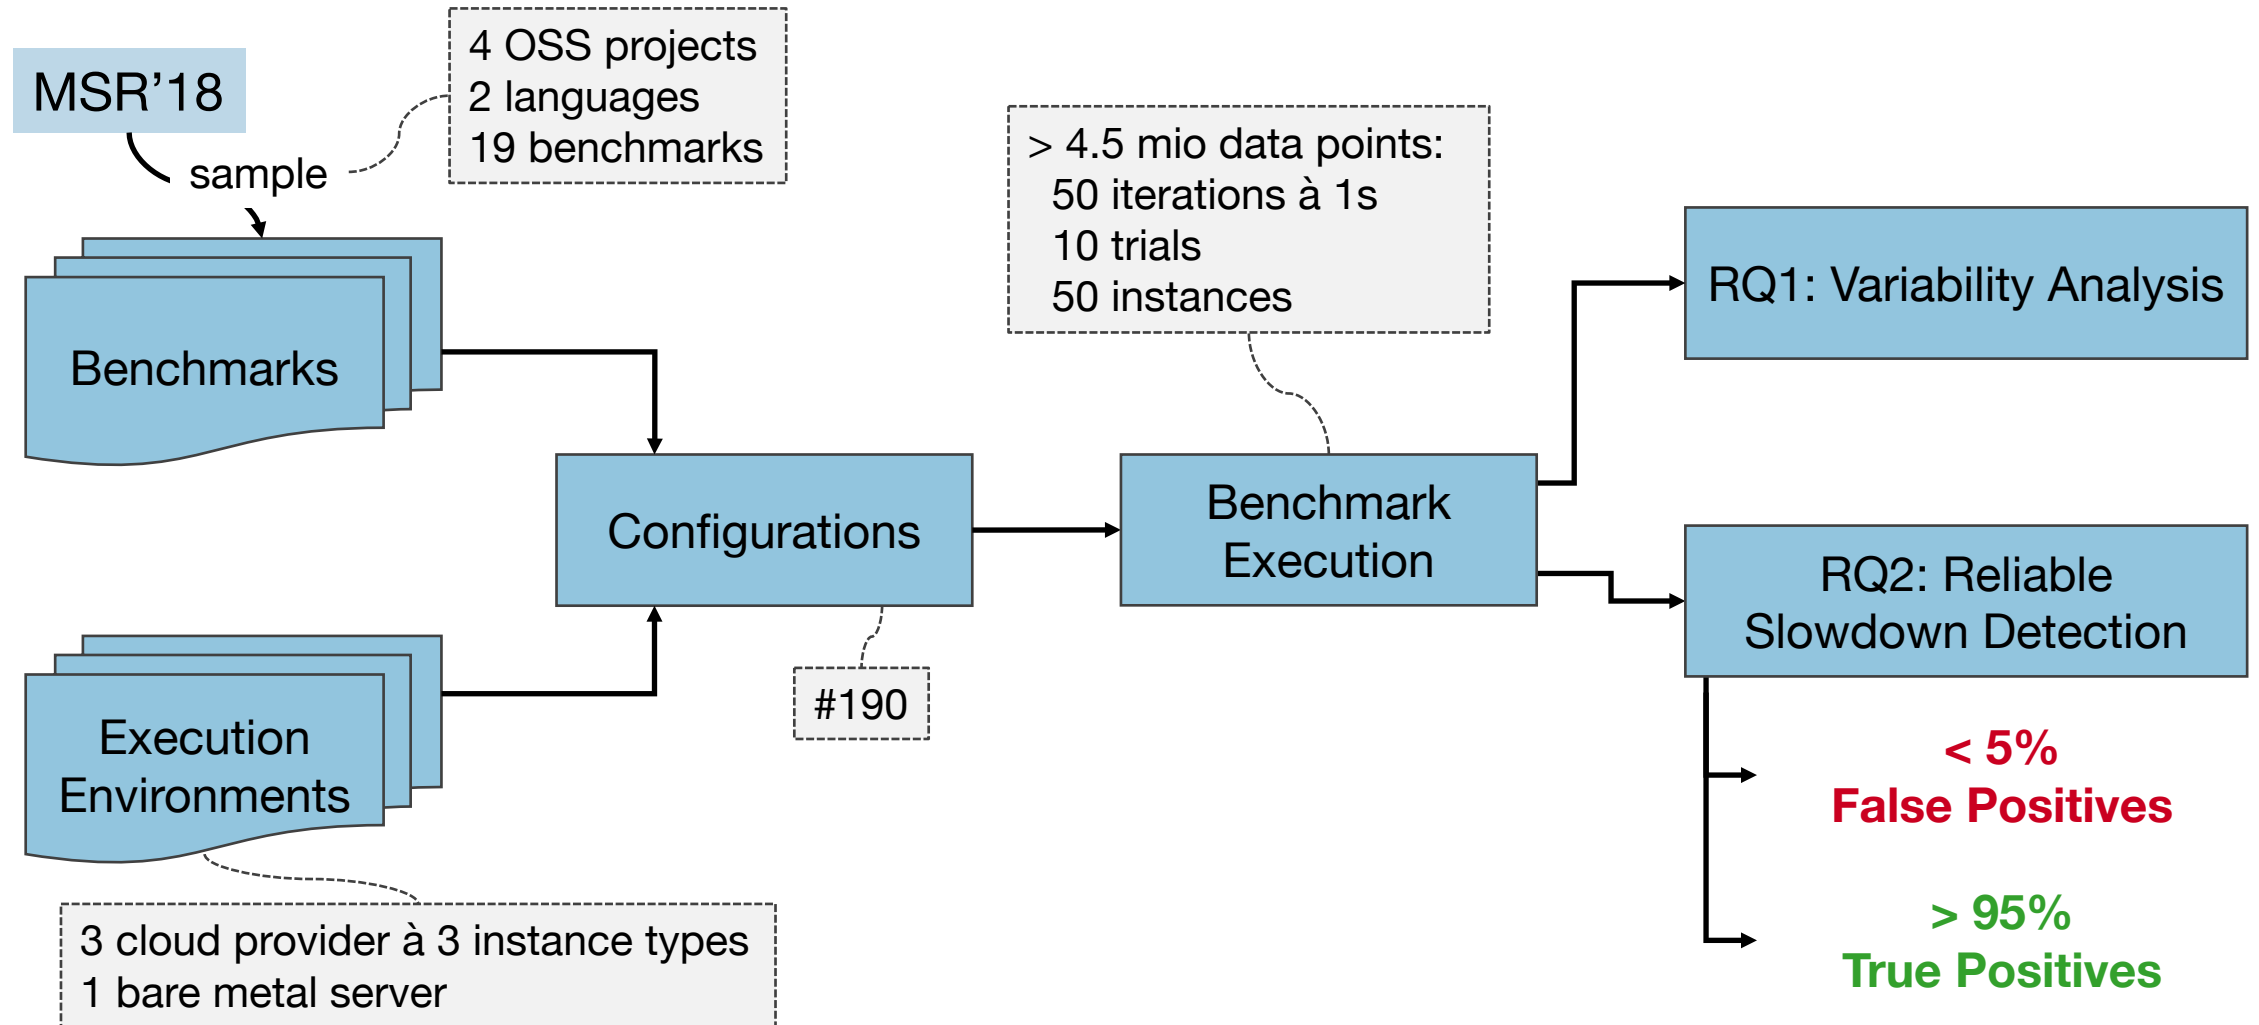 MSR’18
sample
4 OSS projects
2 languages
19 benchmarks
Benchmarks
Execution
Environments
3 cloud provider à 3 instance types
1 bare metal server
Configurations
#190
> 4.5 mio data points:
50 iterations à 1s
10 trials
50 instances
Benchmark
Execution
RQ1: Variability Analysis
RQ2: Reliable
Slowdown Detection
< 5%
False Positives
> 95%
True Positives